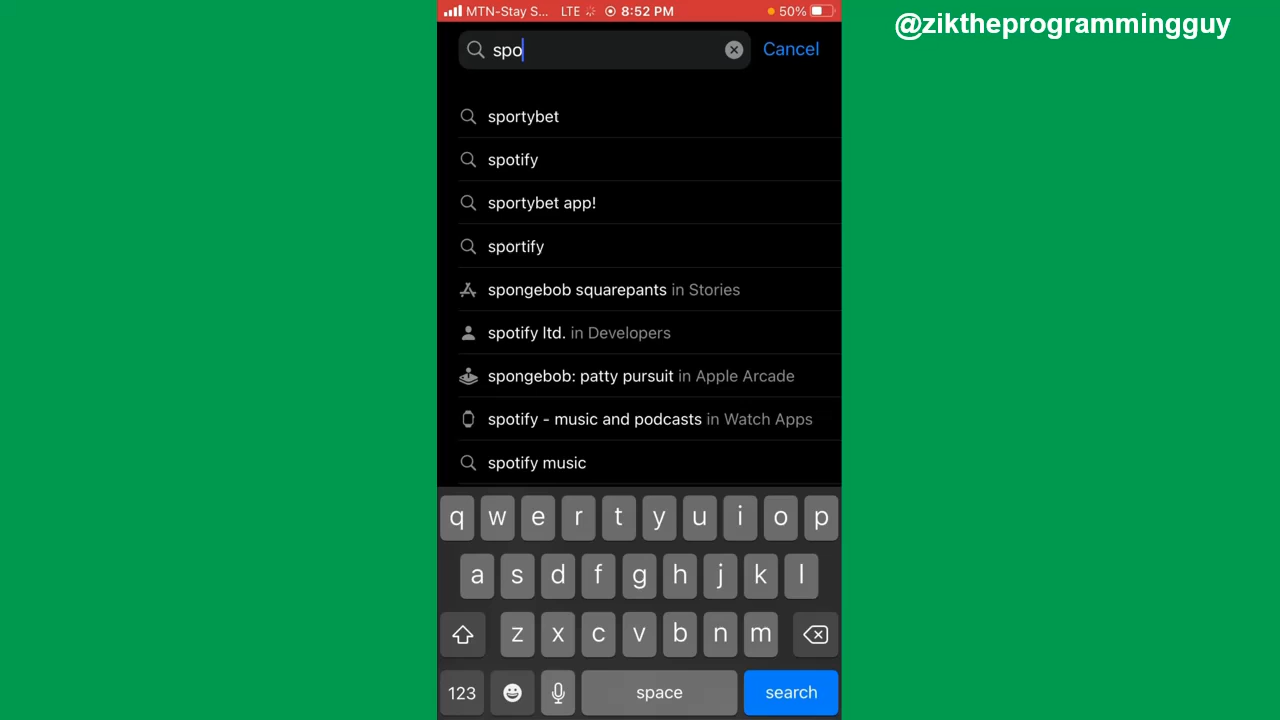 MTN-Stay S... LTE 8:52 PM 50%
@ziktheprogrammingguy
spo Cancel
sportybet
spotify
sportybet app!
sportify
spongebob squarepants in Stories
spotify ltd. in Developers
spongebob: patty pursuit in Apple Arcade
spotify - music and podcasts in Watch Apps
spotify music
q w e r t y u i o p
a s d f g h j k l
z x c v b n m
123 space search